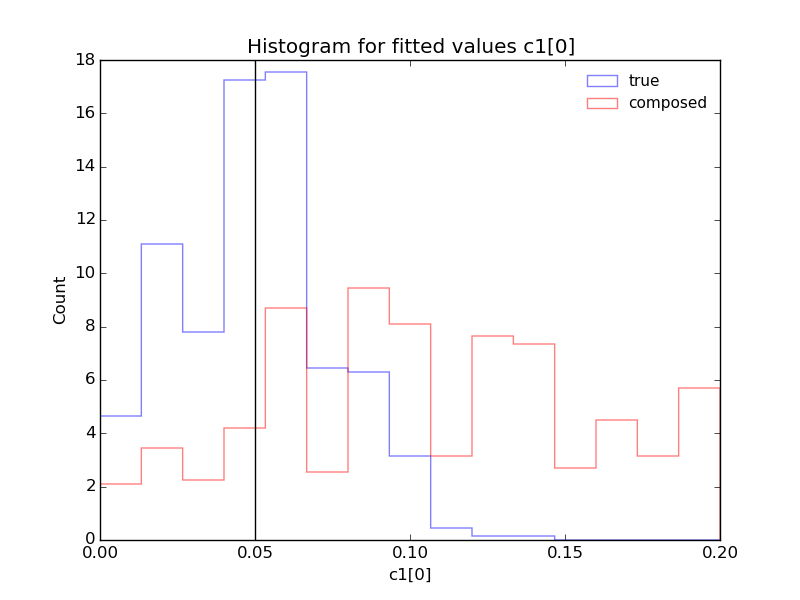 Histogram for fitted values c1[0]
true
composed
18
16
14
12
10
8
6
4
2
0
Count
0.00 0.05 0.10 0.15 0.20
c1[0]